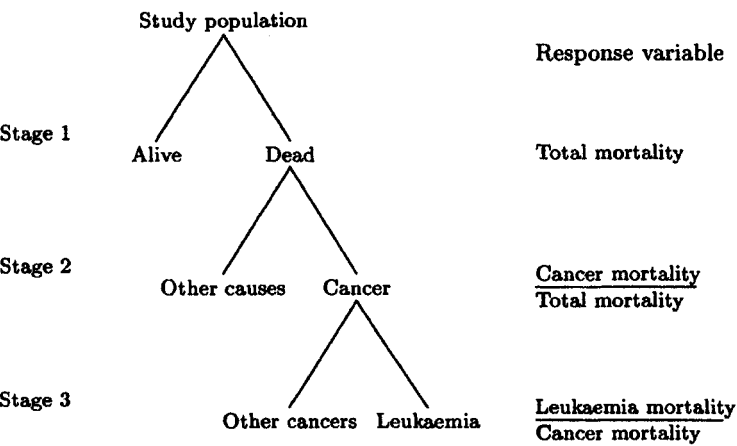 Study population
Response variable
Stage 1
Alive Dead Total mortality
Stage 2
Other causes Cancer
Cancer mortality
Total mortality
Stage 3
Other cancers Leukaemia
Leukaemia mortality
Cancer mortality